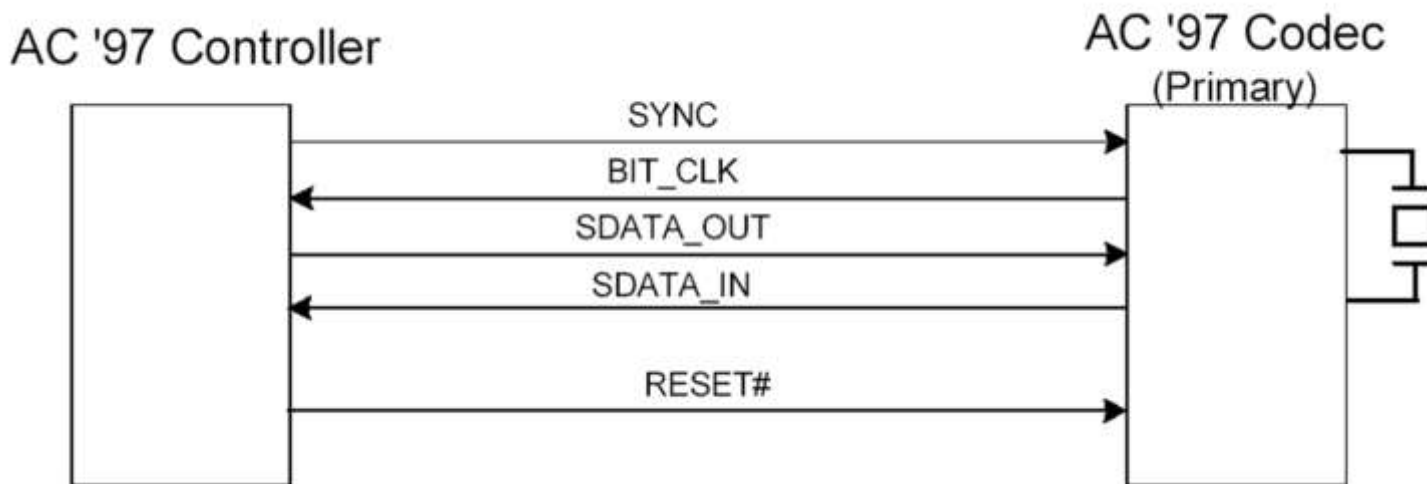 AC '97 Controller
AC '97 Codec
(Primary)
SYNC
BIT_CLK
SDATA_OUT
SDATA_IN
RESET#